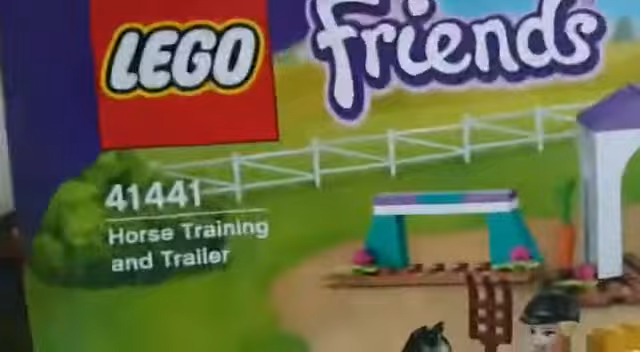 LEGO
Friends
41441
Horse Training
and Trailer